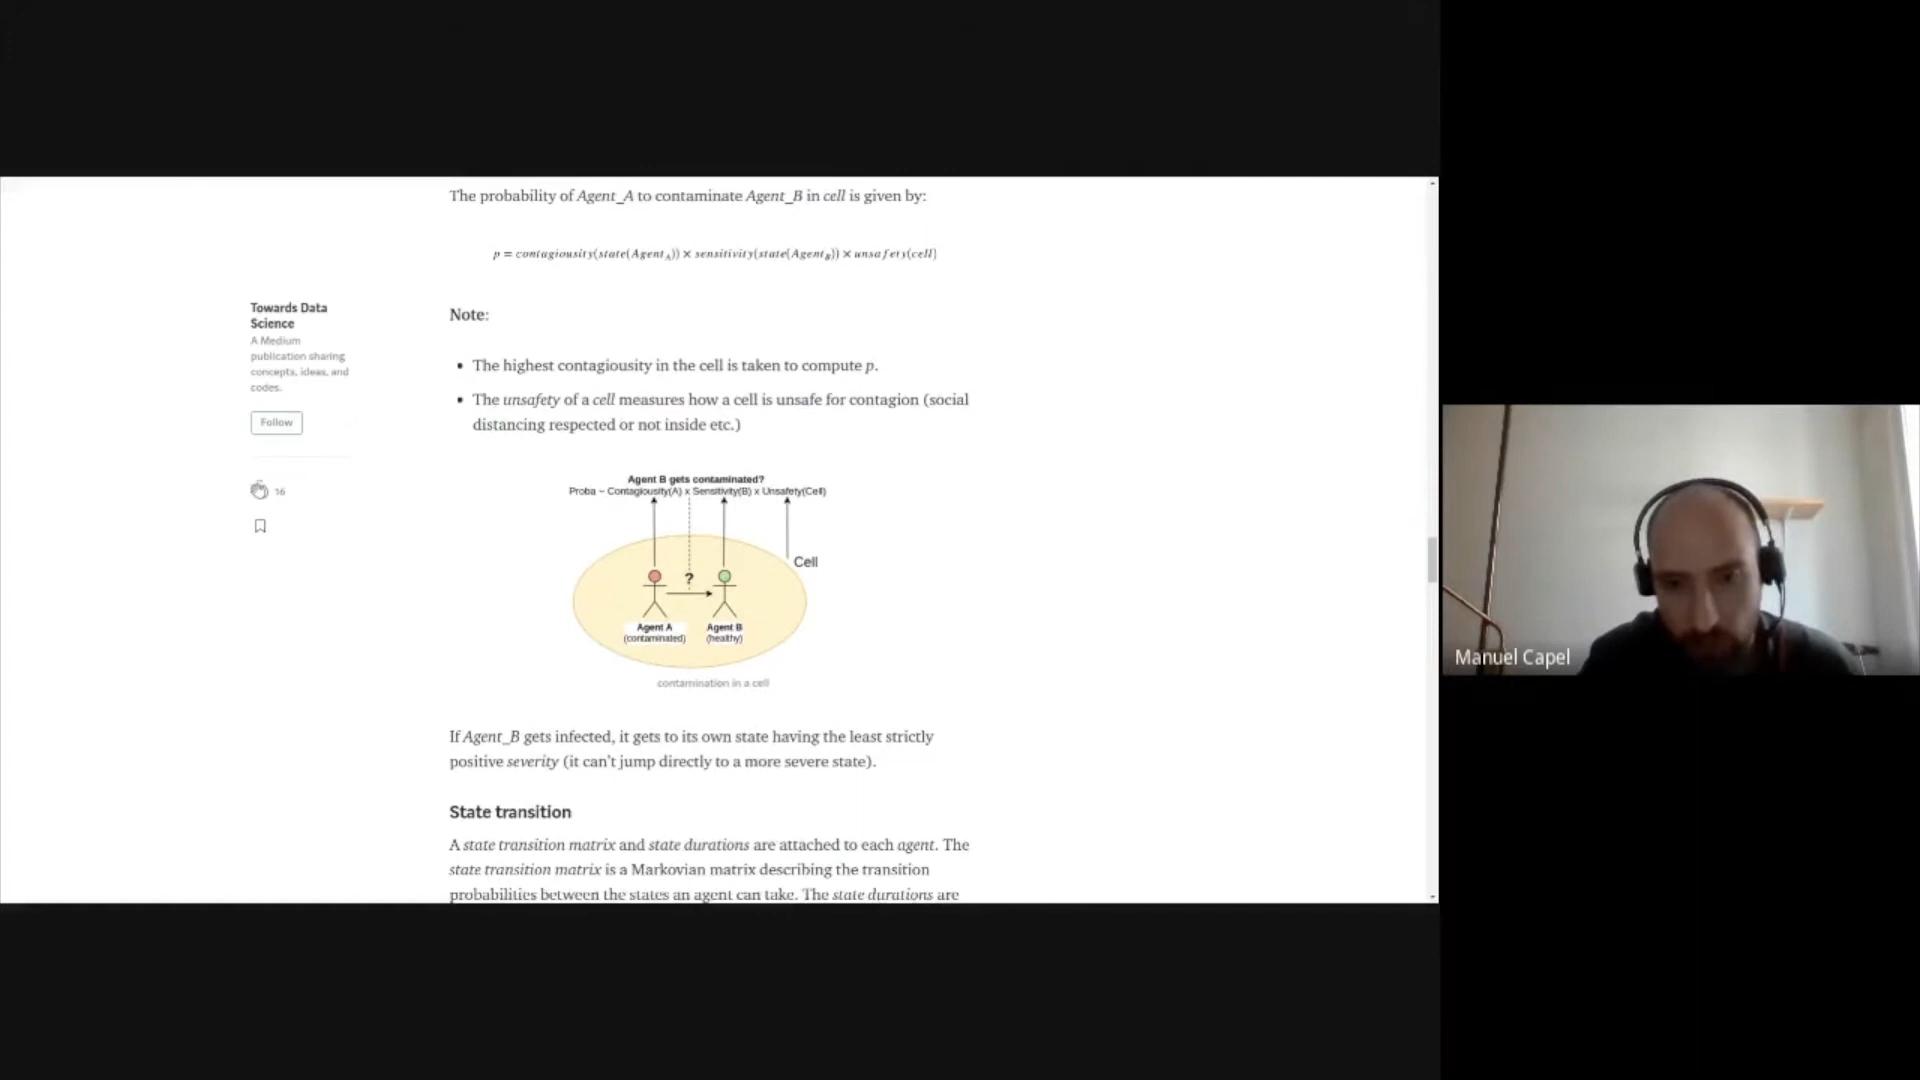 The probability of Agent_A to contaminate Agent_B in cell is given by:
p = contagiousity(state(Agent_A)) × sensitivity(state(Agent_B)) × unsafety(cell)
Towards Data
Science
A Medium
publication sharing
concepts, ideas, and
codes.
Follow
16
Note:
• The highest contagiousity in the cell is taken to compute p.
• The unsafety of a cell measures how a cell is unsafe for contagion (social
distancing respected or not inside etc.)
Agent B gets contaminated?
Proba ~ Contagiousity(A) x Sensitivity(B) x Unsafety(Cell)
Cell
?
Agent A
(contaminated)
Agent B
(healthy)
contamination in a cell
If Agent_B gets infected, it gets to its own state having the least strictly
positive severity (it can't jump directly to a more severe state).
State transition
A state transition matrix and state durations are attached to each agent. The
state transition matrix is a Markovian matrix describing the transition
probabilities between the states an agent can take. The state durations are
Manuel Capel